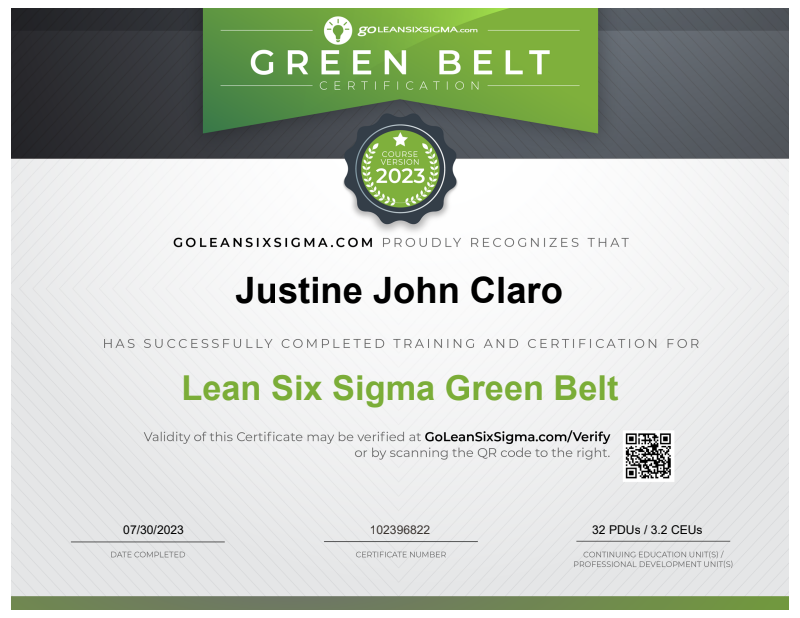 goLEANSIXSIGMA.com
GREEN BELT
CERTIFICATION
COURSE
VERSION
2023
GOLEANSIXSIGMA.COM PROUDLY RECOGNIZES THAT
Justine John Claro
HAS SUCCESSFULLY COMPLETED TRAINING AND CERTIFICATION FOR
Lean Six Sigma Green Belt
Validity of this Certificate may be verified at GoLeanSixSigma.com/Verify
or by scanning the QR code to the right.
07/30/2023
DATE COMPLETED
102396822
CERTIFICATE NUMBER
32 PDUs / 3.2 CEUs
CONTINUING EDUCATION UNIT(S) /
PROFESSIONAL DEVELOPMENT UNIT(S)